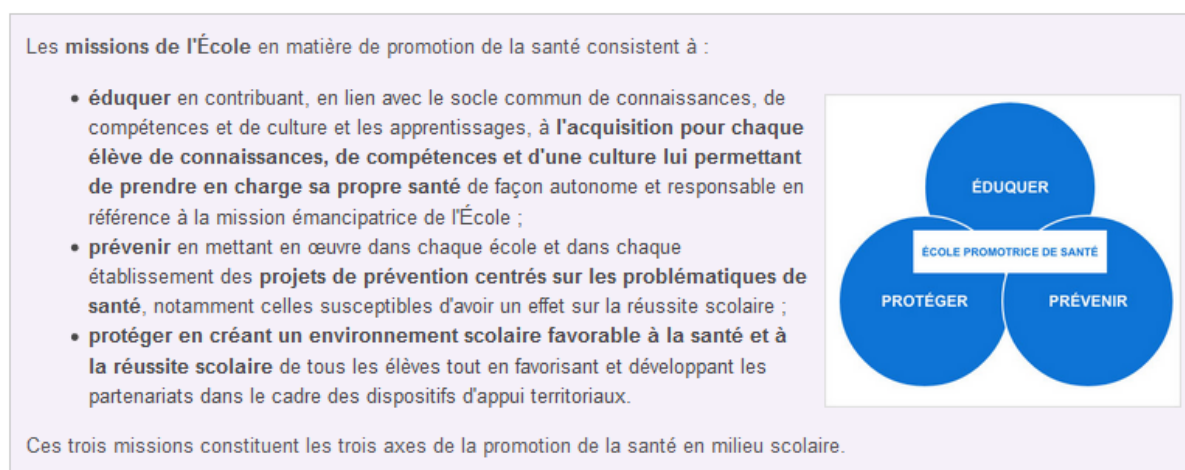 Les missions de l'École en matière de promotion de la santé consistent à :
• éduquer en contribuant, en lien avec le socle commun de connaissances, de
compétences et de culture et les apprentissages, à l'acquisition pour chaque
élève de connaissances, de compétences et d'une culture lui permettant
de prendre en charge sa propre santé de façon autonome et responsable en
référence à la mission émancipatrice de l'École ;
• prévenir en mettant en œuvre dans chaque école et dans chaque
établissement des projets de prévention centrés sur les problématiques de
santé, notamment celles susceptibles d'avoir un effet sur la réussite scolaire ;
• protéger en créant un environnement scolaire favorable à la santé et à
la réussite scolaire de tous les élèves tout en favorisant et développant les
partenariats dans le cadre des dispositifs d'appui territoriaux.
ÉDUQUER
ÉCOLE PROMOTRICE DE SANTÉ
PROTÉGER
PRÉVENIR
Ces trois missions constituent les trois axes de la promotion de la santé en milieu scolaire.